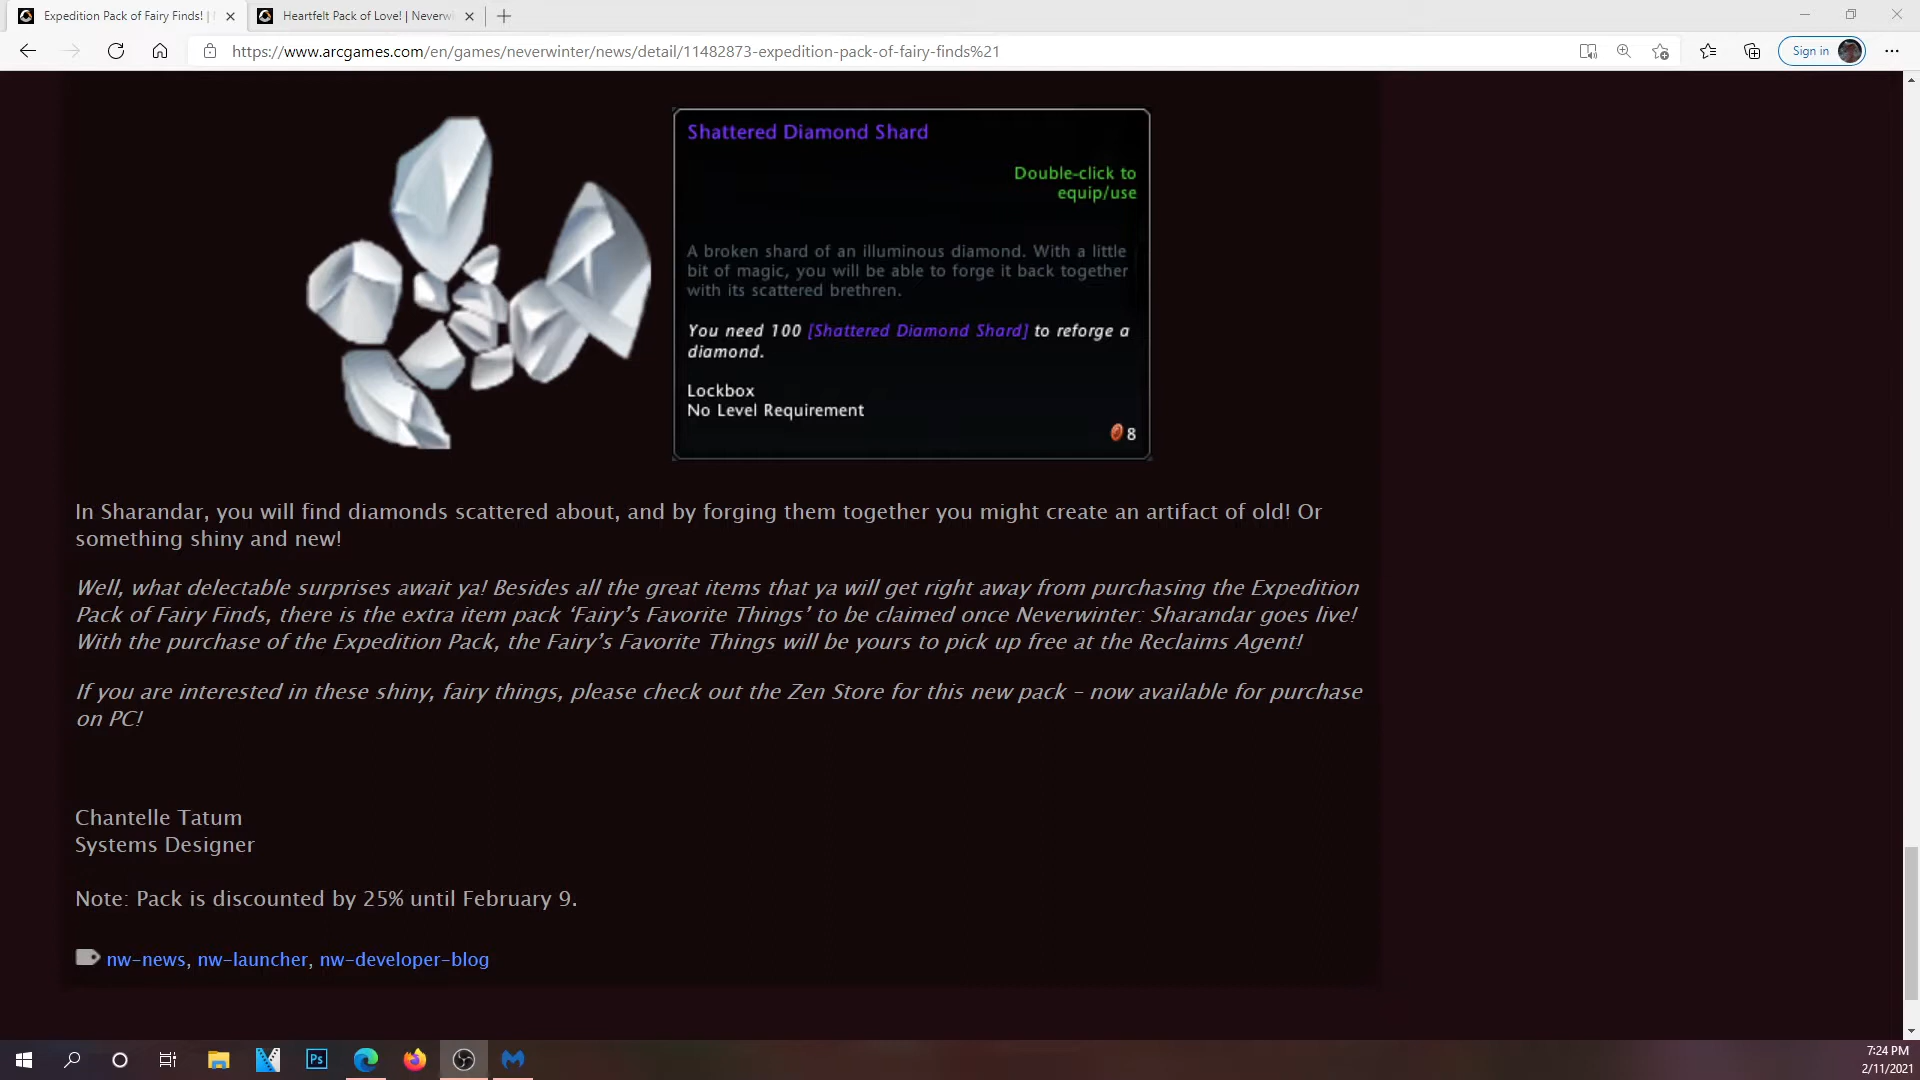 Expedition Pack of Fairy Finds! |
Heartfelt Pack of Love! | Neverwi
https://www.arcgames.com/en/games/neverwinter/news/detail/11482873-expedition-pack-of-fairy-finds%21
Sign in
Shattered Diamond Shard
Double-click to
equip/use
A broken shard of an illuminous diamond. With a little
bit of magic, you will be able to forge it back together
with its scattered brethren.
You need 100 [Shattered Diamond Shard] to reforge a
diamond.
Lockbox
No Level Requirement
8
In Sharandar, you will find diamonds scattered about, and by forging them together you might create an artifact of old! Or
something shiny and new!
Well, what delectable surprises await ya! Besides all the great items that ya will get right away from purchasing the Expedition
Pack of Fairy Finds, there is the extra item pack ‘Fairy’s Favorite Things’ to be claimed once Neverwinter: Sharandar goes live!
With the purchase of the Expedition Pack, the Fairy’s Favorite Things will be yours to pick up free at the Reclaims Agent!
If you are interested in these shiny, fairy things, please check out the Zen Store for this new pack – now available for purchase
on PC!
Chantelle Tatum
Systems Designer
Note: Pack is discounted by 25% until February 9.
nw-news, nw-launcher, nw-developer-blog
Ps
7:24 PM
2/11/2021